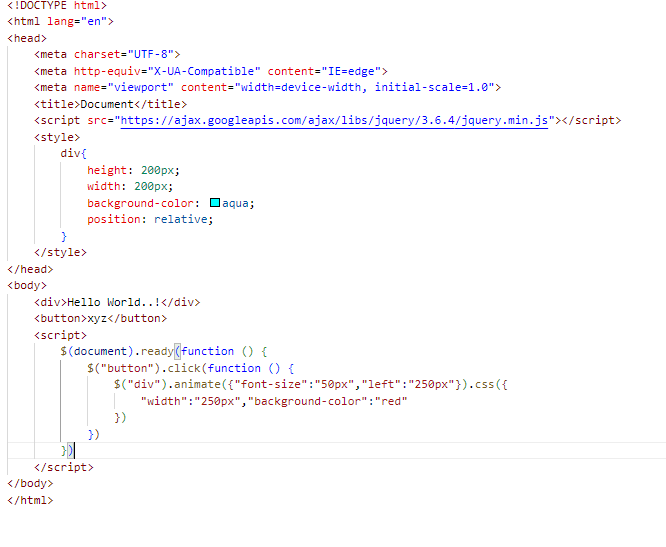 <!DOCTYPE html>
<html lang="en">
<head>
    <meta charset="UTF-8">
    <meta http-equiv="X-UA-Compatible" content="IE=edge">
    <meta name="viewport" content="width=device-width, initial-scale=1.0">
    <title>Document</title>
    <script src="https://ajax.googleapis.com/ajax/libs/jquery/3.6.4/jquery.min.js"></script>
    <style>
        div{
            height: 200px;
            width: 200px;
            background-color: aqua;
            position: relative;
        }
    </style>
</head>
<body>
    <div>Hello World..!</div>
    <button>xyz</button>
    <script>
        $(document).ready(function () {
            $("button").click(function () {
                $("div").animate({"font-size":"50px","left":"250px"}).css({
                    "width":"250px","background-color":"red"
                })
            })
        })
    </script>
</body>
</html>